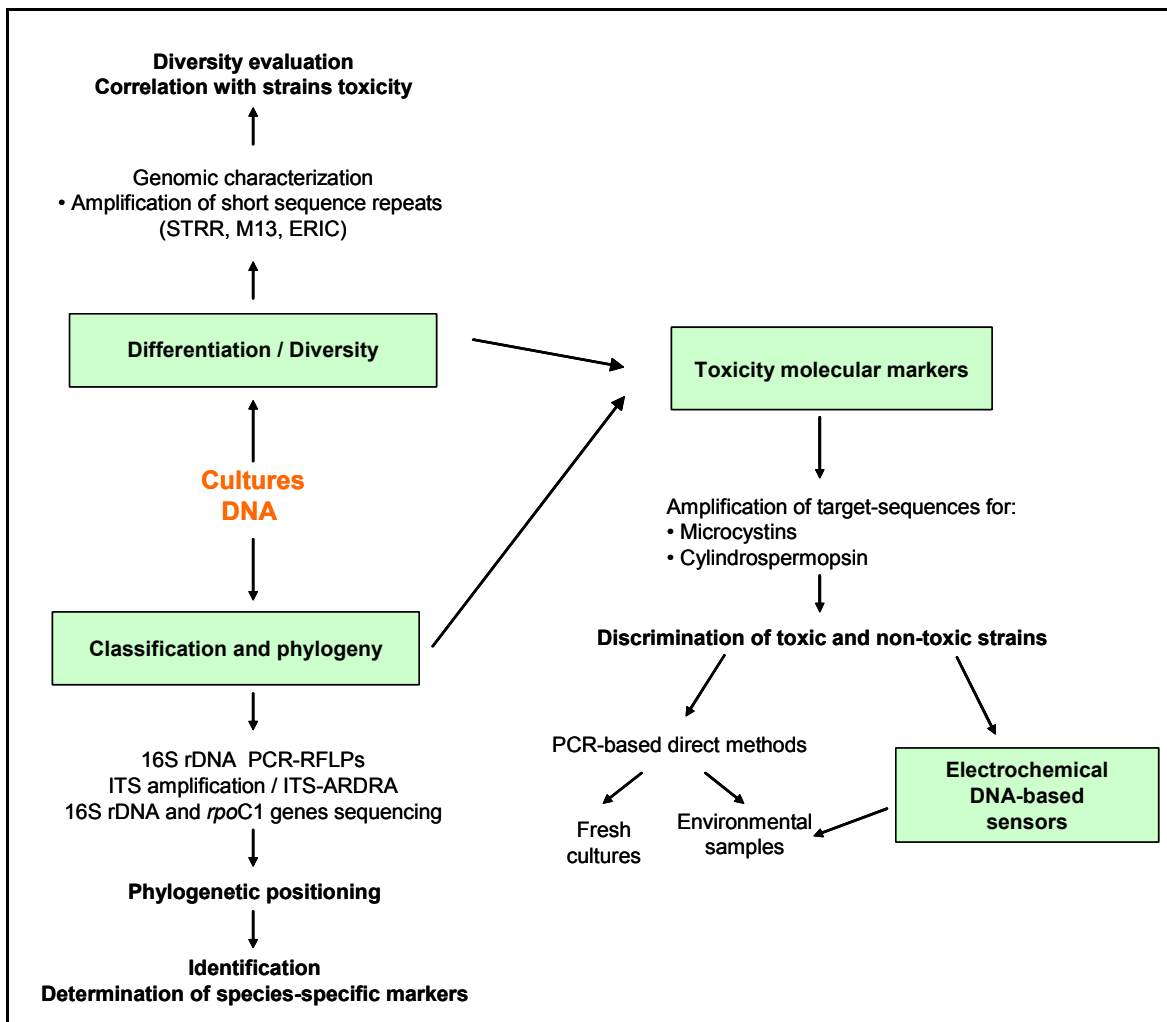 Diversity evaluation
Correlation with strains toxicity
Genomic characterization
• Amplification of short sequence repeats
(STRR, M13, ERIC)
Differentiation / Diversity
Cultures
DNA
Classification and phylogeny
16S rDNA PCR-RFLPs
ITS amplification / ITS-ARDRA
16S rDNA and rpoC1 genes sequencing
Phylogenetic positioning
Identification
Determination of species-specific markers
Toxicity molecular markers
Amplification of target-sequences for:
• Microcystins
• Cylindrospermopsin
Discrimination of toxic and non-toxic strains
PCR-based direct methods
Fresh
cultures
Environmental
samples
Electrochemical
DNA-based
sensors